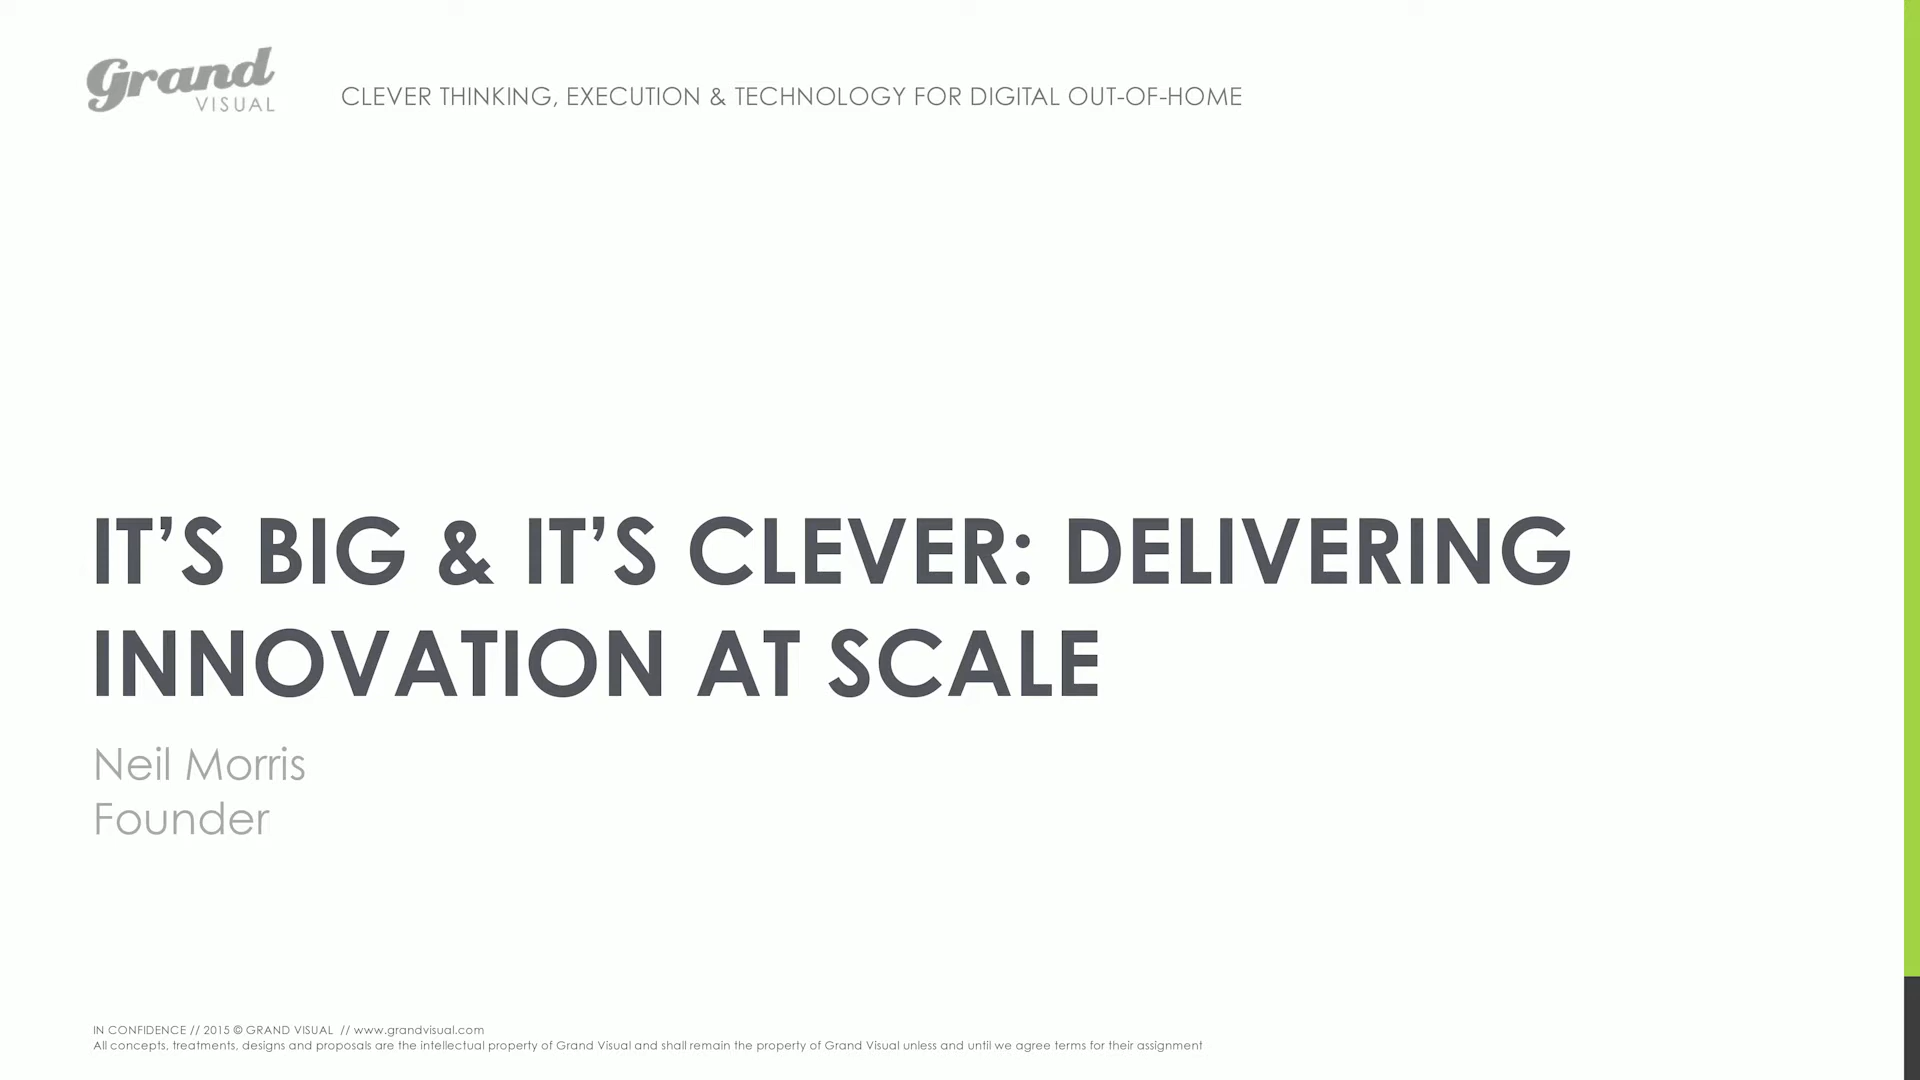 Grand
VISUAL
CLEVER THINKING, EXECUTION & TECHNOLOGY FOR DIGITAL OUT-OF-HOME
IT’S BIG & IT’S CLEVER: DELIVERING
INNOVATION AT SCALE
Neil Morris
Founder
IN CONFIDENCE // 2015 © GRAND VISUAL // www.grandvisual.com
All concepts, treatments, designs and proposals are the intellectual property of Grand Visual and shall remain the property of Grand Visual unless and until we agree terms for their assignment